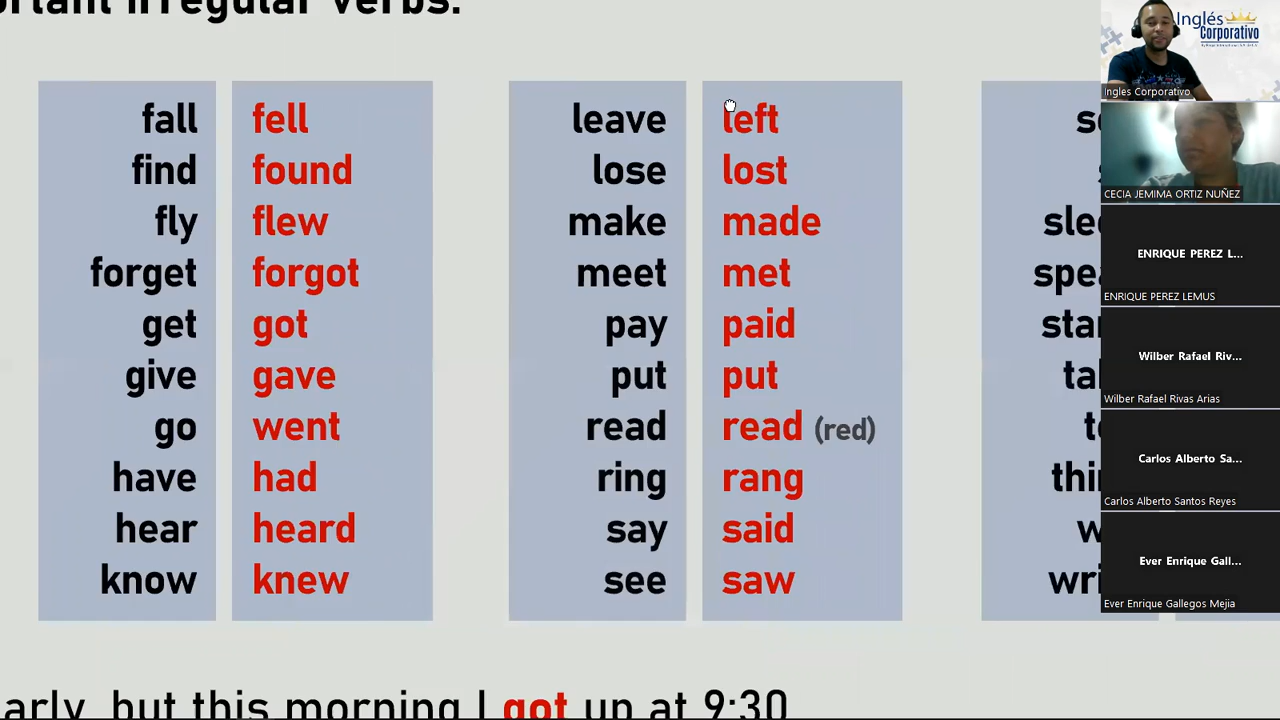 ortant irregular verbs:
fall fell
find found
fly flew
forget forgot
get got
give gave
go went
have had
hear heard
know knew
leave left
lose lost
make made
meet met
pay paid
put put
read read (red)
ring rang
say said
see saw
slee
spea
star
ta
thi
w
wri
arly, but this morning I got up at 9:30
Inglés
Corporativo
Ingles Corporativo
CECIA JEMIMA ORTIZ NUÑEZ
ENRIQUE PEREZ L...
ENRIQUE PEREZ LEMUS
Wilber Rafael Riv...
Wilber Rafael Rivas Arias
Carlos Alberto Sa...
Carlos Alberto Santos Reyes
Ever Enrique Gall...
Ever Enrique Gallegos Mejia